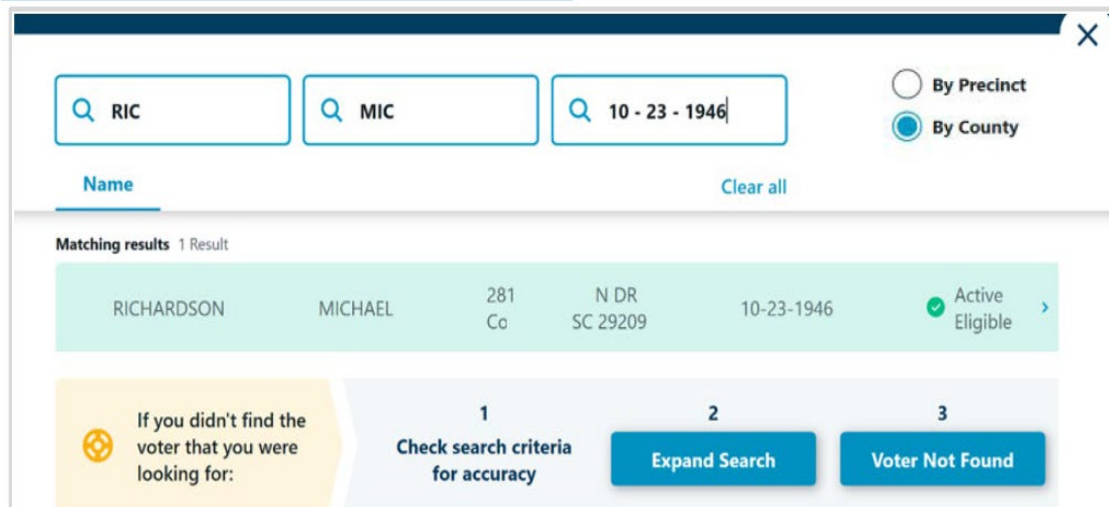 RIC MIC 10 - 23 - 1946 By Precinct
By County
Name Clear all
Matching results 1 Result
RICHARDSON MICHAEL 281 N DR 10-23-1946 Active
Co SC 29209 Eligible
If you didn't find the
voter that you were
looking for:
1
Check search criteria
for accuracy
2
Expand Search
3
Voter Not Found